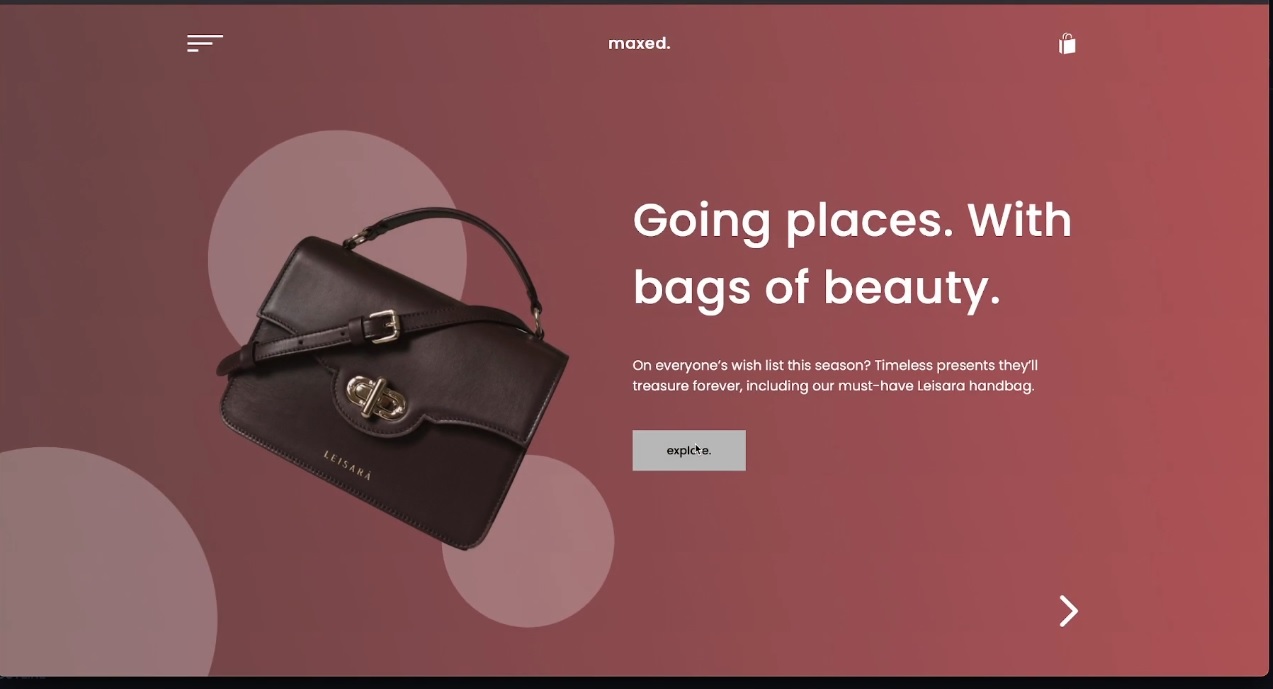 maxed.
Going places. With
bags of beauty.
On everyone's wish list this season? Timeless presents they'll
treasure forever, including our must-have Leisara handbag.
explore.
LEISARÀ